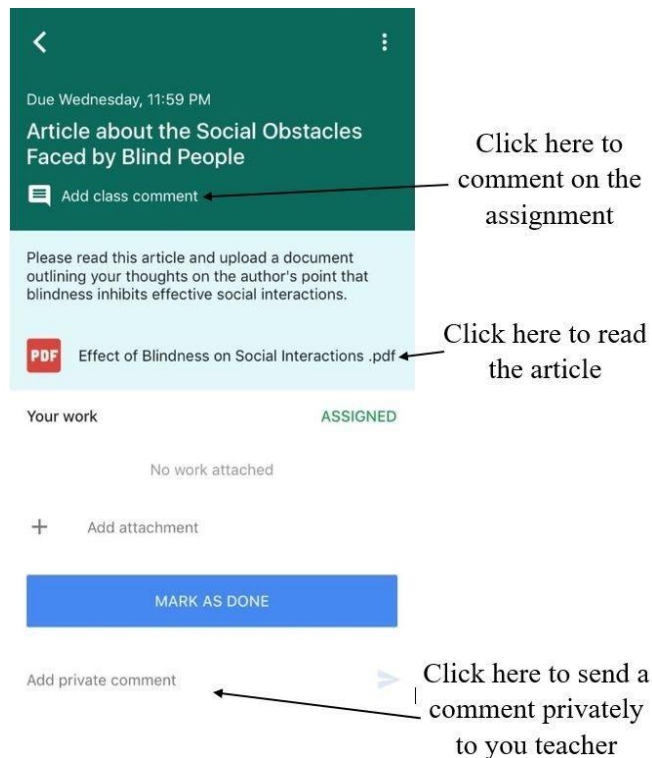 Due Wednesday, 11:59 PM
Article about the Social Obstacles
Faced by Blind People
Add class comment
Click here to
comment on the
assignment
Please read this article and upload a document
outlining your thoughts on the author's point that
blindness inhibits effective social interactions.
PDF Effect of Blindness on Social Interactions .pdf
Click here to read
the article
Your work ASSIGNED
No work attached
+ Add attachment
MARK AS DONE
Add private comment
Click here to send a
comment privately
to you teacher